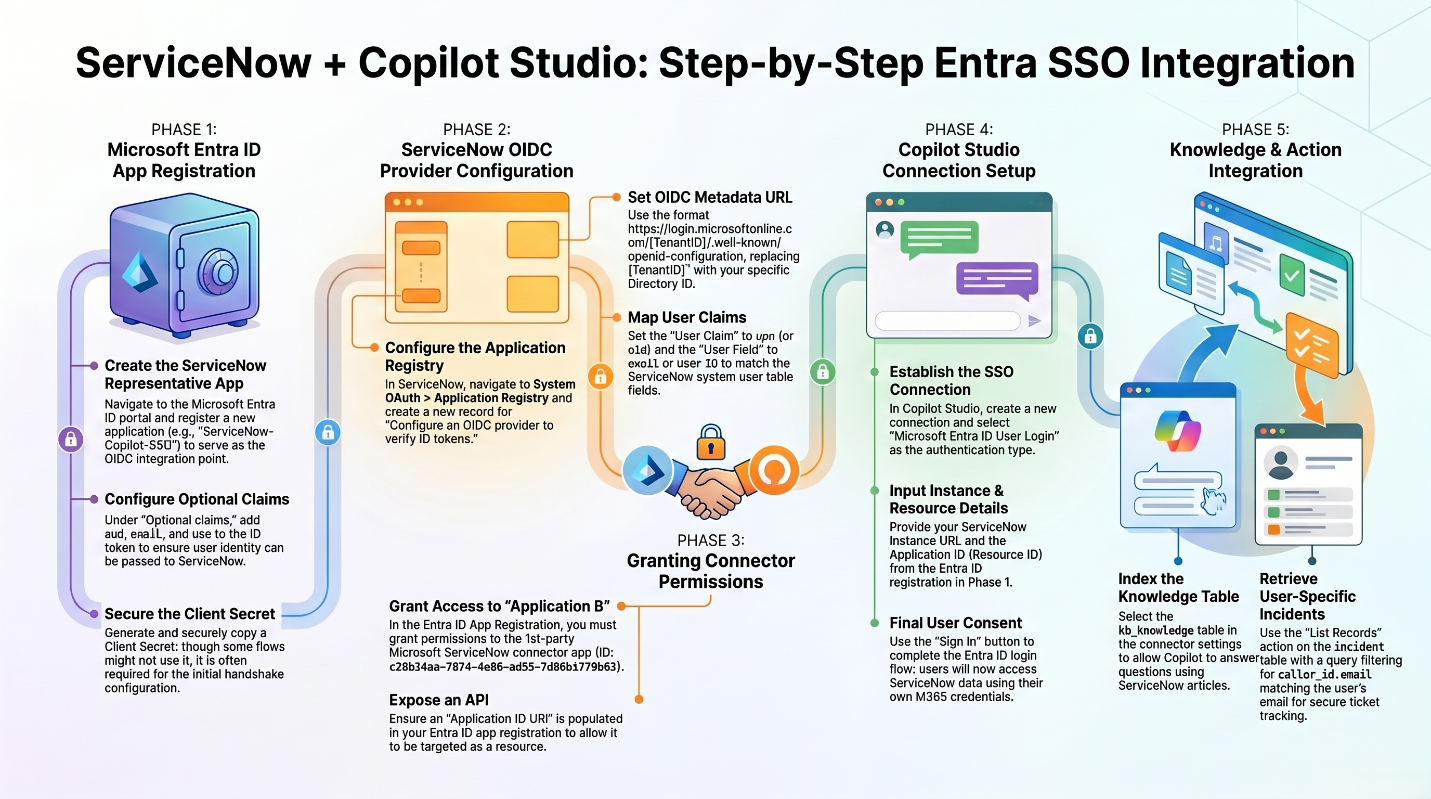 ServiceNow + Copilot Studio: Step-by-Step Entra SSO Integration
PHASE 1:
Microsoft Entra ID
App Registration
Create the ServiceNow
Representative App
Navigate to the Microsoft Entra
ID portal and register a new
application (e.g., “ServiceNow-
Copilot-S5”) to serve as the
OIDC integration point.
Configure Optional Claims
Under “Optional claims,” add
aud, and use to the ID
token to ensure user identity can
be passed to ServiceNow.
Secure the Client Secret
Generate and securely copy a
Client Secret: though some flows
might not use it, it is often
required for the initial handshake
configuration.
PHASE 2:
ServiceNow OIDC
Provider Configuration
Configure the Application
Registry
In ServiceNow, navigate to System
OAuth > Application Registry and
create a new record for
“Configure an OIDC provider to
verify ID tokens.”
Set OIDC Metadata URL
Use the format
https://login.microsoftonline.c
om/[TenantID]/.well-known/
openid-configuration, replacing
[TenantID]" with your specific
Directory ID.
Map User Claims
Set the “User Claim” to upn (or
old) and the “User Field” to
exoll or user IO to match the
ServiceNow system user table
fields.
PHASE 3:
Granting Connector
Permissions
Grant Access to “Application B”
In the Entra ID App Registration, you must
grant permissions to the 1st-party
Microsoft ServiceNow connector app (ID:
c28b34aa-7874-4e86-ad55-7d86bi779b63).
Expose an API
Ensure an “Application ID URI” is populated
in your Entra ID app registration to allow it
to be targeted as a resource.
PHASE 4:
Copilot Studio
Connection Setup
Establish the SSO
Connection
In Copilot Studio, create a new
connection and select
“Microsoft Entra ID User Login”
as the authentication type.
Input Instance &
Resource Details
Provide your ServiceNow
Instance URL and the
Application ID (Resource ID)
from the Entra ID
registration in Phase 1.
Final User Consent
Use the “Sign In” button to
complete the Entra ID login
flow: users will now access
ServiceNow data using their
own M365 credentials.
PHASE 5:
Knowledge & Action
Integration
Index the
Knowledge Table
Select the
kb_knowledge table in
the connector settings
to allow Copilot to answer
questions using
ServiceNow articles.
Retrieve
User-Specific
Incidents
Use the “List Records”
action on the incident
table with a query filtering
for callor_id.email
matching the user's
email for secure ticket
tracking.